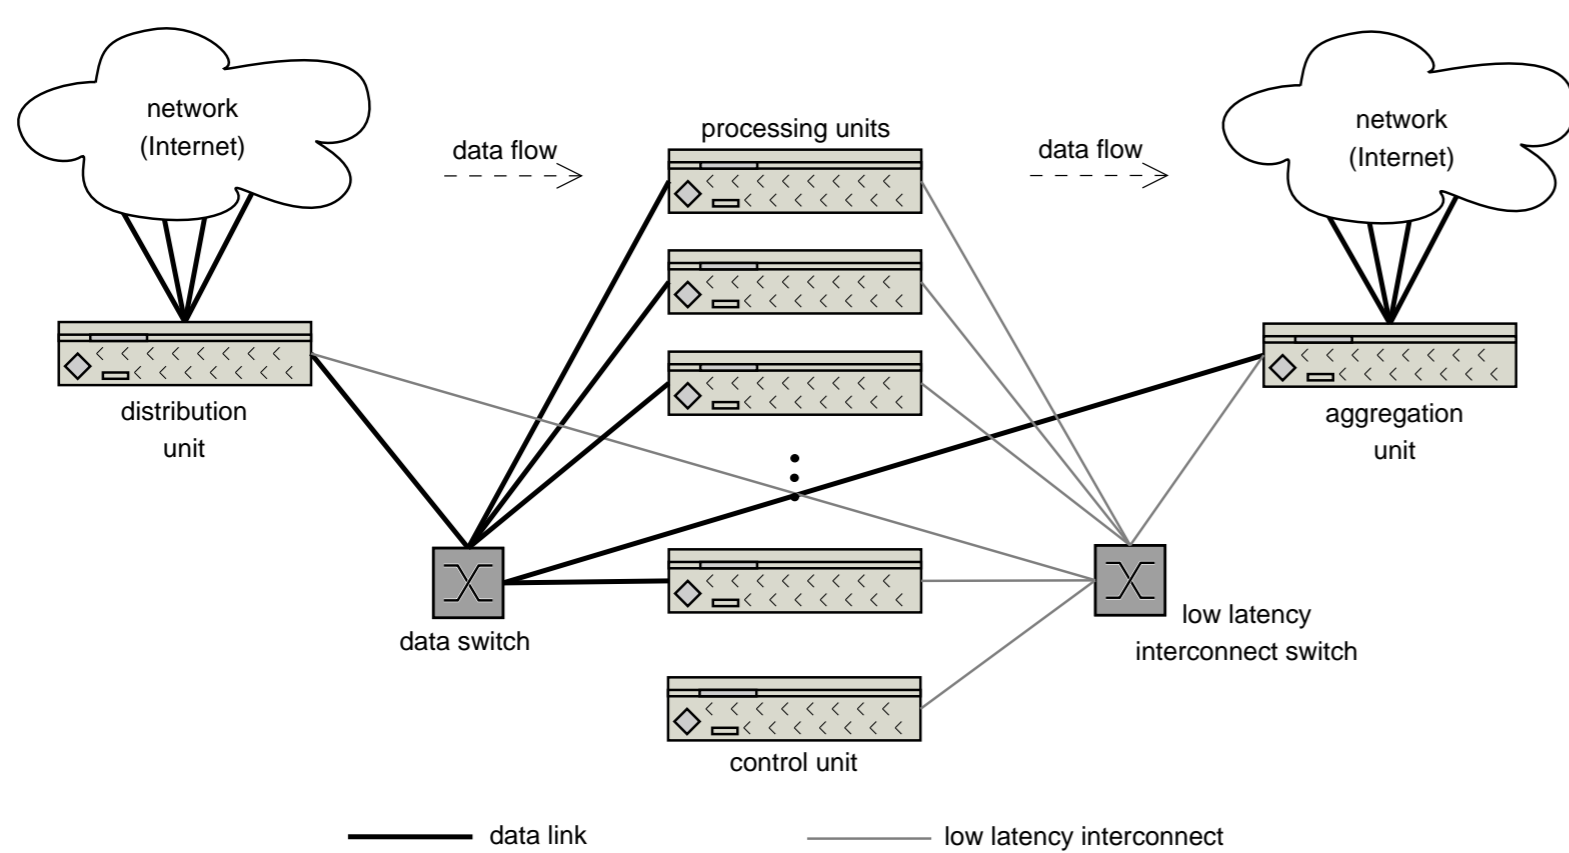 network
(Internet)
data flow
processing units
data flow
network
(Internet)
distribution
unit
aggregation
unit
data switch
low latency
interconnect switch
control unit
data link
low latency interconnect